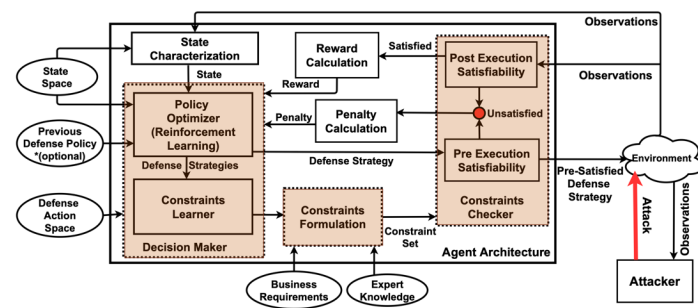 Observations
State
Characterization
Reward
Calculation
Satisfied
Post Execution
Satisfiability
Observations
State
Space
State
Reward
Policy
Optimizer
(Reinforcement
Learning)
Penalty
Penalty
Calculation
Unsatisfied
Previous
Defense Policy
*(optional)
Defense Strategies
Defense Strategy
Pre Execution
Satisfiability
Environment
Pre-Satisfied
Defense
Strategy
Defense
Action
Space
Constraints
Learner
Constraints
Formulation
Constraint
Set
Constraints
Checker
Decision Maker
Agent Architecture
Attack
Observations
Business
Requirements
Expert
Knowledge
Attacker